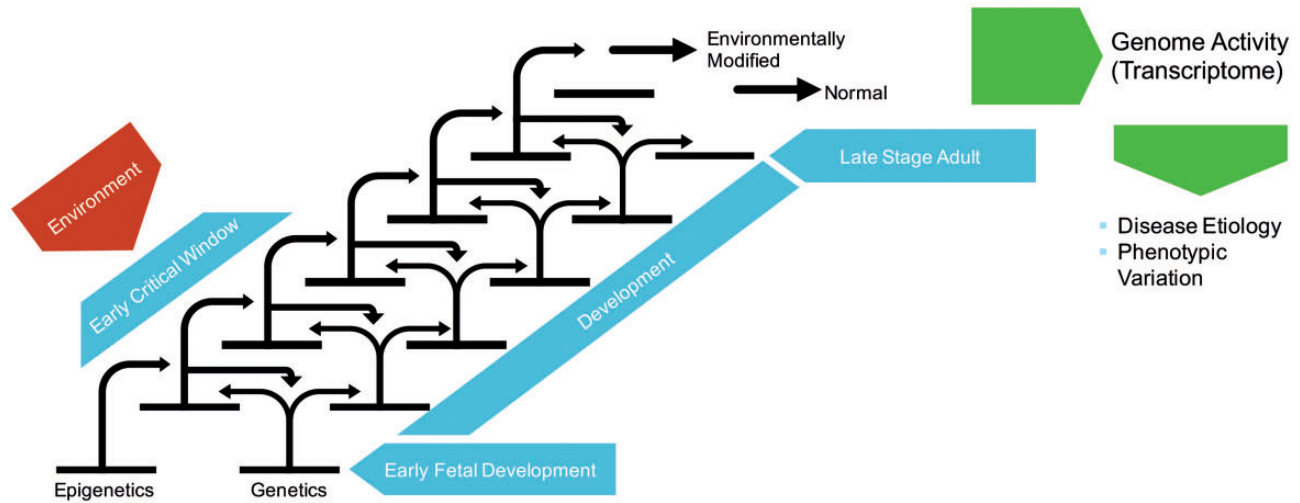 Environmentally
Modified
Normal
Genome Activity
(Transcriptome)
Environment
Early Critical Window
Late Stage Adult
Development
Disease Etiology
Phenotypic
Variation
Early Fetal Development
Epigenetics
Genetics